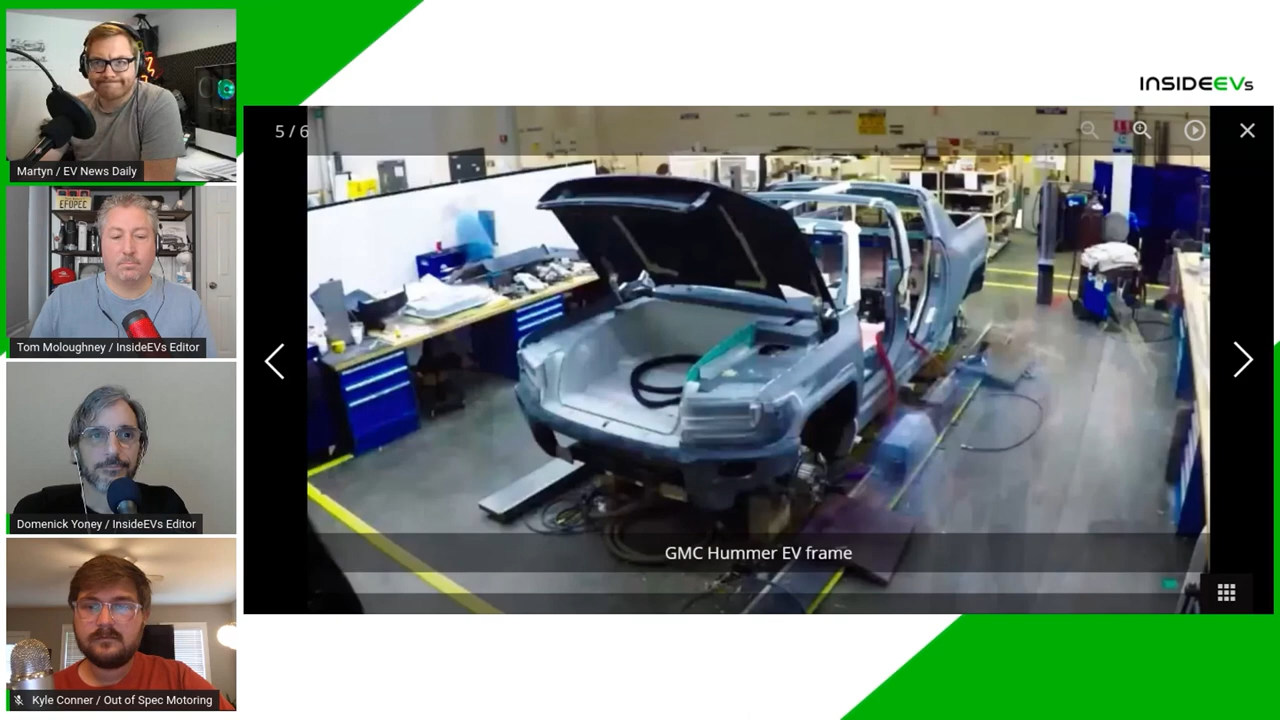 Martyn / EV News Daily
EFOPEC
Tom Moloughney / InsideEVs Editor
Domenick Yoney / InsideEVs Editor
Kyle Conner / Out of Spec Motoring
INSIDEEVs
5 / 6
GMC Hummer EV frame